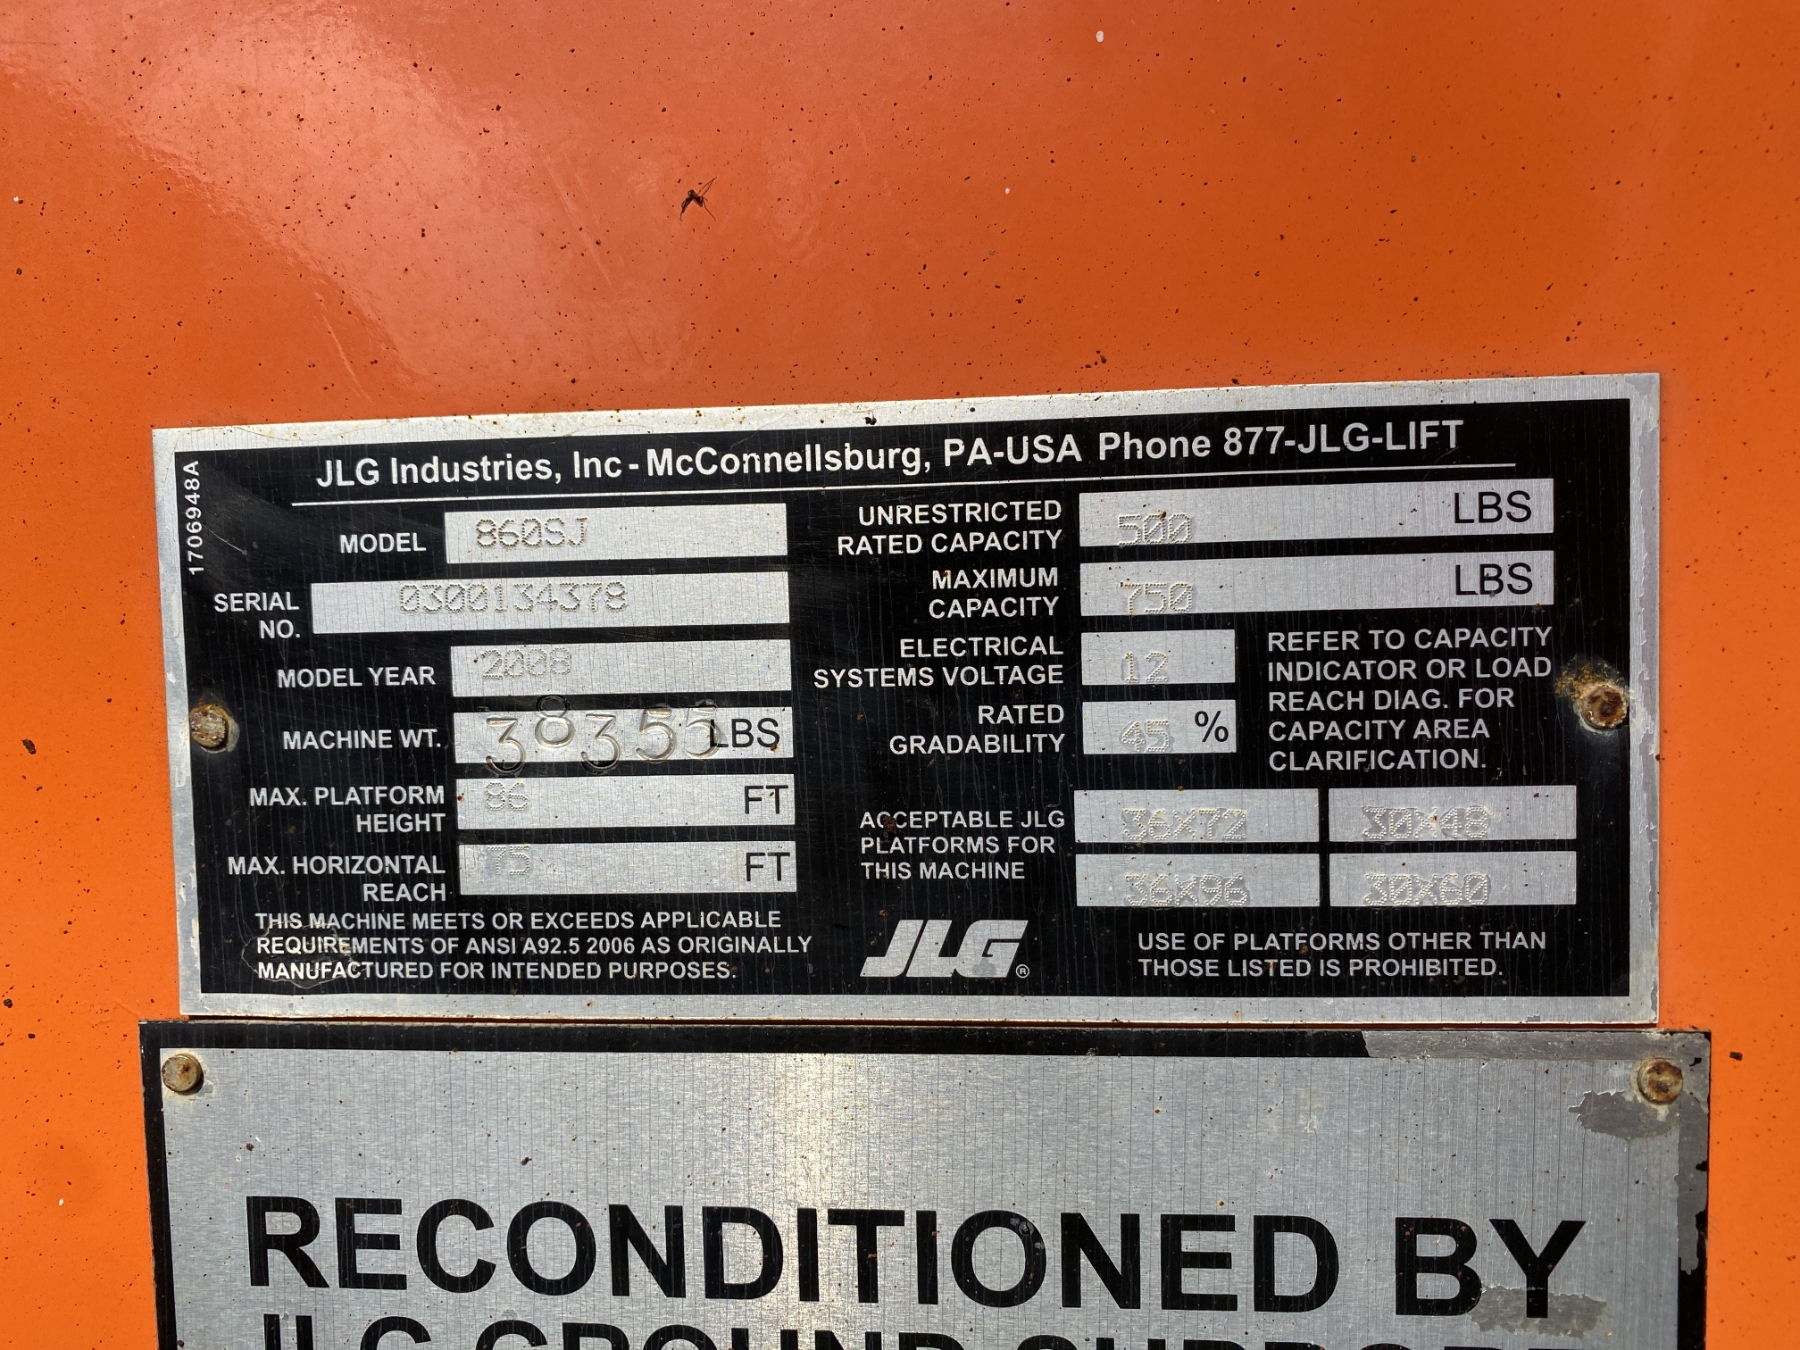 JLG Industries, Inc - McConnellsburg, PA-USA Phone 877-JLG-LIFT
1706948A
MODEL 860SJ
SERIAL NO. 0300134378
MODEL YEAR 2008
MACHINE WT. 38355 LBS
MAX. PLATFORM HEIGHT 86 FT
MAX. HORIZONTAL REACH 75 FT
THIS MACHINE MEETS OR EXCEEDS APPLICABLE
REQUIREMENTS OF ANSI A92.5 2006 AS ORIGINALLY
MANUFACTURED FOR INTENDED PURPOSES.
UNRESTRICTED RATED CAPACITY 500 LBS
MAXIMUM CAPACITY 750 LBS
ELECTRICAL SYSTEMS VOLTAGE 12
RATED GRADABILITY 45 %
REFER TO CAPACITY
INDICATOR OR LOAD
REACH DIAG. FOR
CAPACITY AREA
CLARIFICATION.
ACCEPTABLE JLG
PLATFORMS FOR
THIS MACHINE
36X72 30X48
36X96 30X60
JLG®
USE OF PLATFORMS OTHER THAN
THOSE LISTED IS PROHIBITED.
RECONDITIONED BY
JLG GROUND SUPPORT